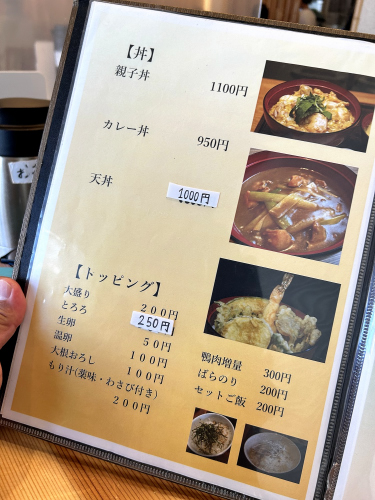 【丼】
親子丼 1100円
カレー丼 950円
天丼 1000円
【トッピング】
大盛り 200円
とろろ 250円
生卵 50円
温卵 100円
大根おろし 100円
もり汁(薬味・わさび付き)
200円
鴨肉増量 300円
ばらのり 200円
セットご飯 200円